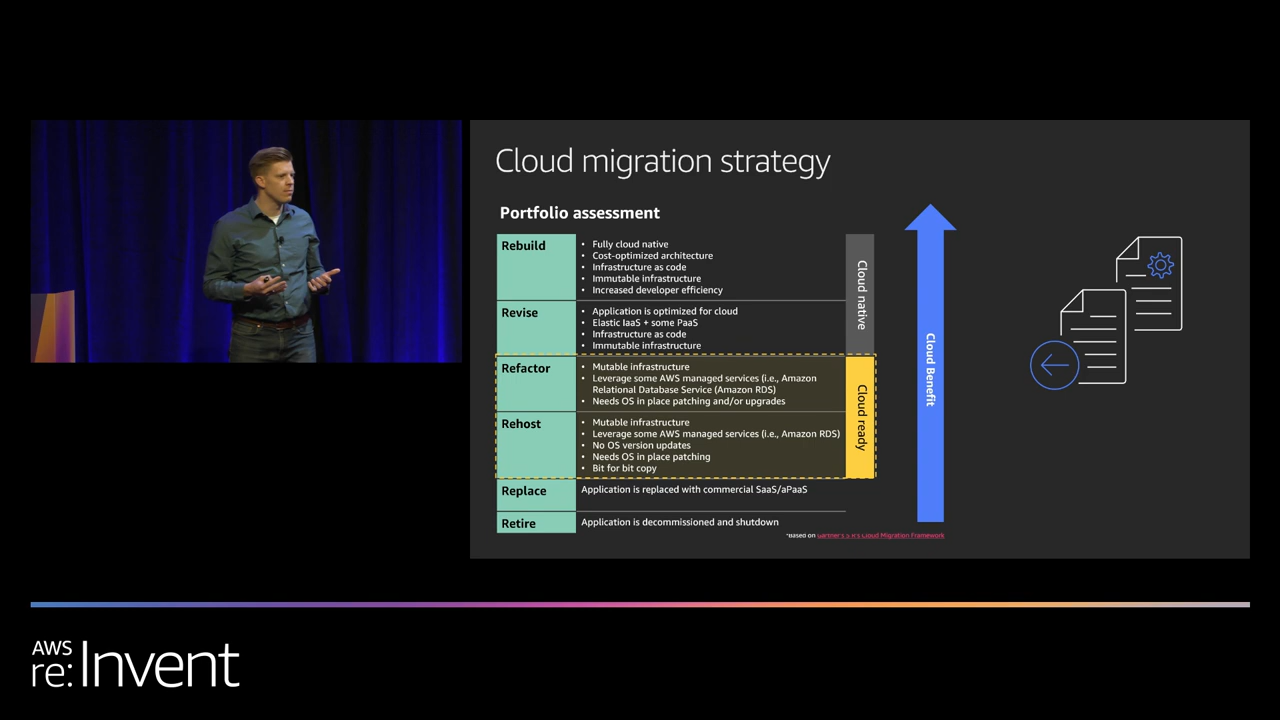 Cloud migration strategy
Portfolio assessment
Rebuild
• Fully cloud native
• Cost-optimized architecture
• Infrastructure as code
• Immutable infrastructure
• Increased developer efficiency
Revise
• Application is optimized for cloud
• Elastic IaaS + some PaaS
• Infrastructure as code
• Immutable infrastructure
Cloud native
Refactor
• Mutable infrastructure
• Leverage some AWS managed services (i.e., Amazon
Relational Database Service (Amazon RDS)
• Needs OS in place patching and/or upgrades
Rehost
• Mutable infrastructure
• Leverage some AWS managed services (i.e., Amazon RDS)
• No OS version updates
• Needs OS in place patching
• Bit for bit copy
Cloud ready
Replace
Application is replaced with commercial SaaS/aPaaS
Retire
Application is decommissioned and shutdown
Cloud Benefit
*Based on Gartner's 5 R's Cloud Migration Framework
AWS
re:Invent